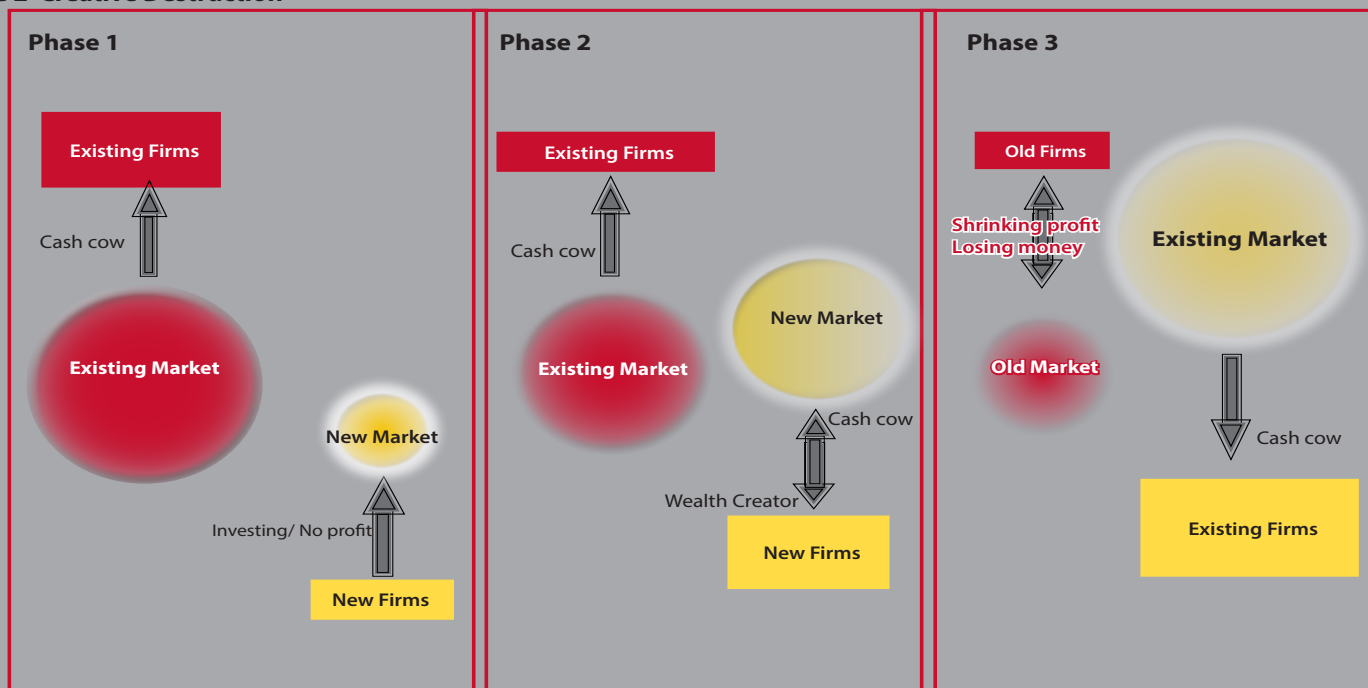 Phase 1
Existing Firms
Cash cow
Existing Market
New Market
Investing/ No profit
New Firms
Phase 2
Existing Firms
Cash cow
New Market
Existing Market
Cash cow
Wealth Creator
New Firms
Phase 3
Old Firms
Shrinking profit
Losing money
Existing Market
Old Market
Cash cow
Existing Firms